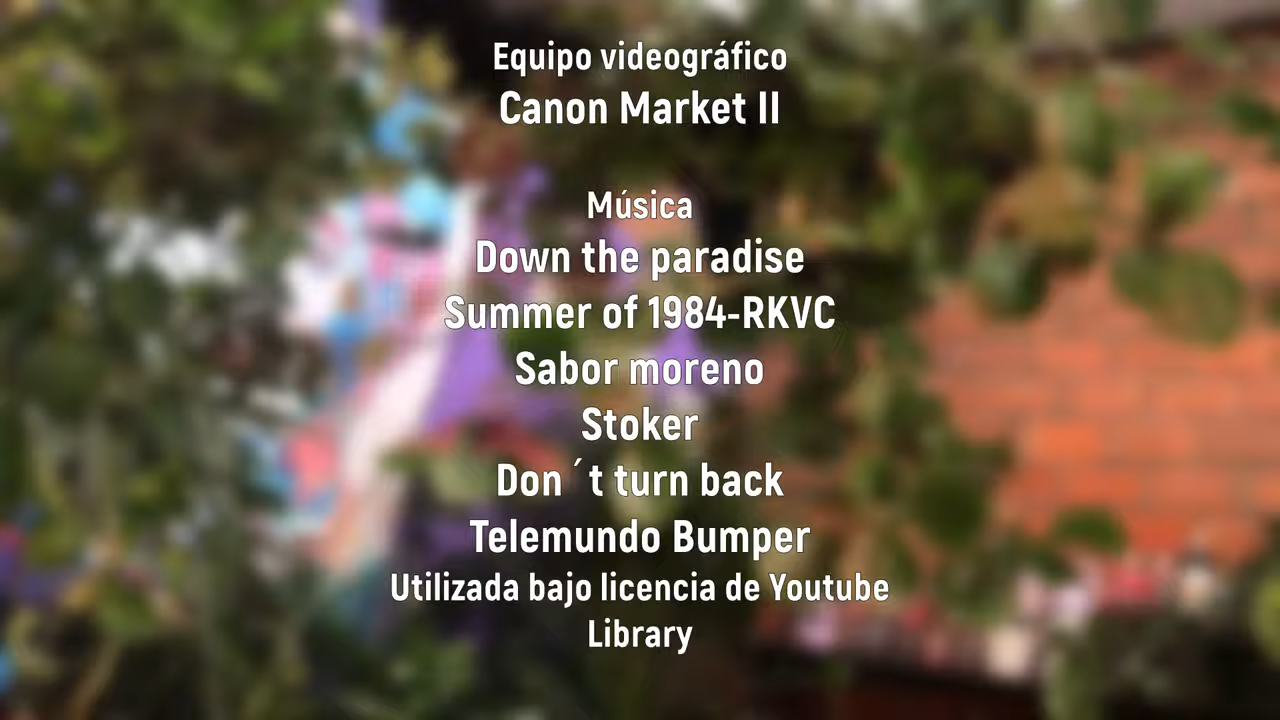 Equipo videográfico
Canon Market II
Música
Down the paradise
Summer of 1984-RKVC
Sabor moreno
Stoker
Don ´t turn back
Telemundo Bumper
Utilizada bajo licencia de Youtube
Library